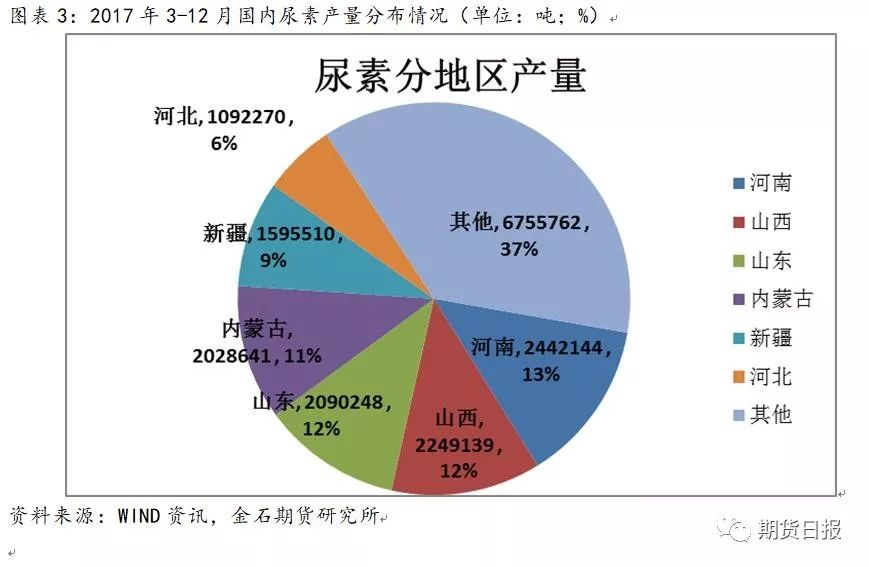 图表 3：2017 年 3-12 月国内尿素产量分布情况（单位：吨；%）
尿素分地区产量
河北,1092270,
6%
其他,6755762,
37%
新疆,1595510,
9%
内蒙古,
2028641,11%
河南,2442144,
13%
山东,2090248,
12%
山西,
2249139,
12%
河南
山西
山东
内蒙古
新疆
河北
其他
资料来源：WIND 资讯，金石期货研究所
期货日报